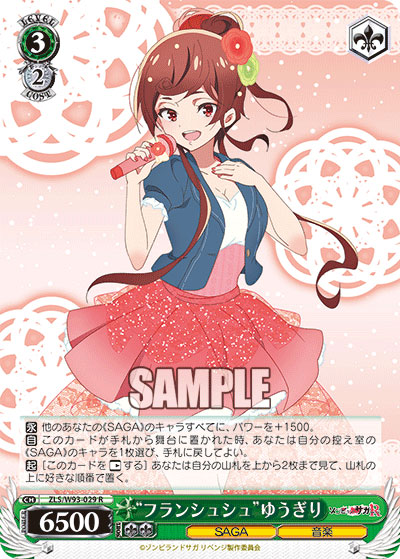 LEVEL
3
2
COST
SAMPLE
永 他のあなたの《SAGA》のキャラすべてに、パワーを＋1500。
自 このカードが手札から舞台に置かれた時、あなたは自分の控え室
の《SAGA》のキャラを1枚選び、手札に戻してよい。
起 ［このカードを する］ あなたは自分の山札を上から2枚まで見て、山札の
上に好きな順番で置く。
CH ZLS/W93-029 R
6500
“フランシュシュ”ゆうぎり
ゾンビランドサガR
SAGA 音楽
©ゾンビランドサガ リベンジ製作委員会